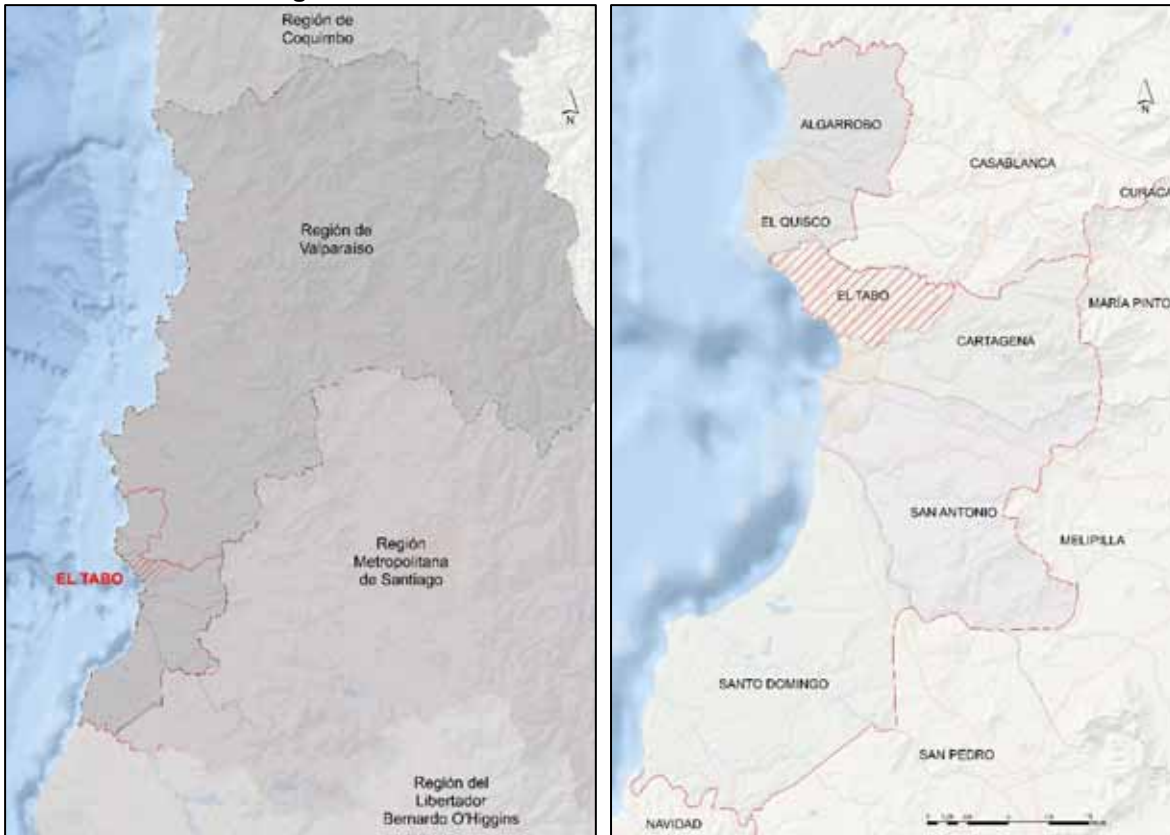 Región de
Coquimbo
N
Región de
Valparaíso
EL TABO
Región
Metropolitana
de Santiago
Región del
Libertador
Bernardo O'Higgins
N
ALGARROBO
CASABLANCA
CURACA
EL QUISCO
EL TABO
MARÍA PINTO
CARTAGENA
SAN ANTONIO
MELIPILLA
SANTO DOMINGO
SAN PEDRO
NAVIDAD